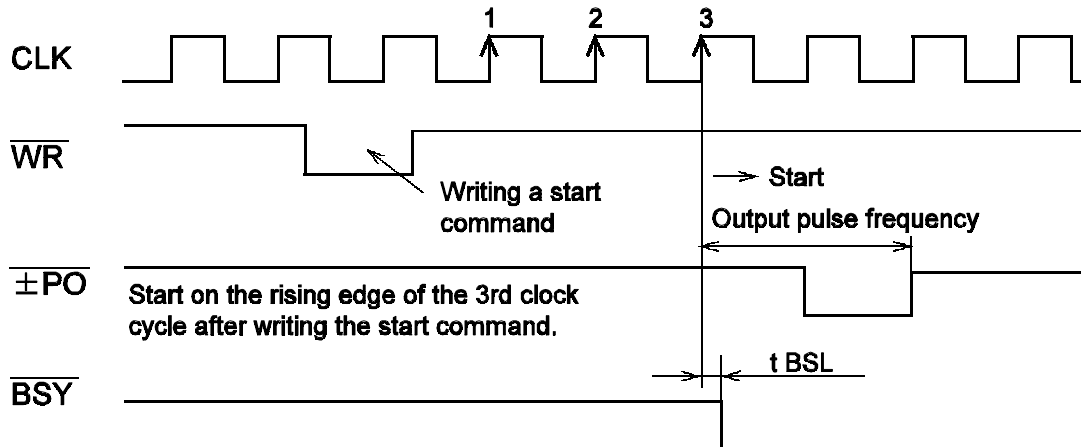 1 2 3
CLK
WR
Writing a start
command
Start
Output pulse frequency
±PO
Start on the rising edge of the 3rd clock
cycle after writing the start command.
t BSL
BSY